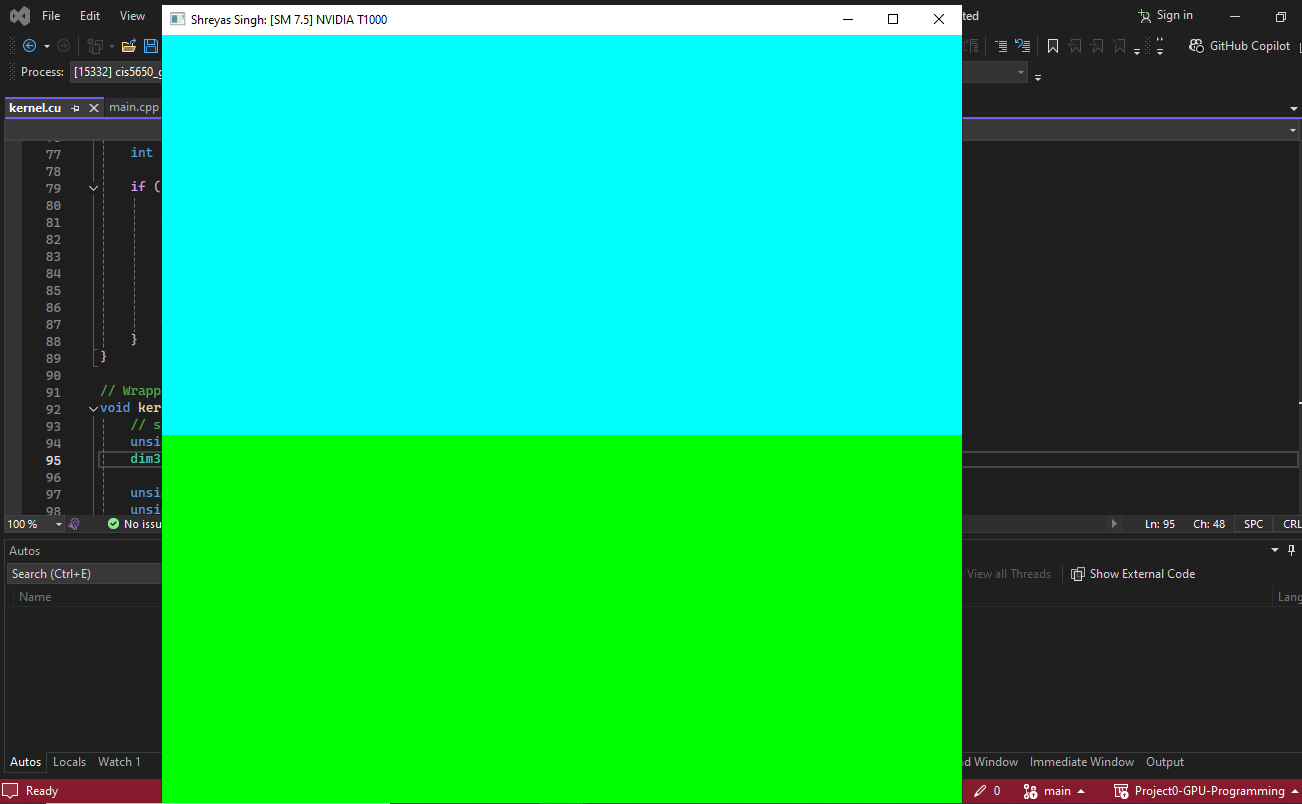 File Edit View Shreyas Singh: [SM 7.5] NVIDIA T1000 ted Sign in
GitHub Copilot
Process: [15332] cis5650_g
kernel.cu main.cpp
77 int
78
79 if (
80
81
82
83
84
85
86
87
88 }
89 }
90
91 // Wrapp
92 void ker
93 // s
94 unsi
95 dim3
96
97 unsi
98 unsi
100 % No issu Ln: 95 Ch: 48 SPC CRL
Autos
Search (Ctrl+E) View all Threads Show External Code
Name Lang
Autos Locals Watch 1 d Window Immediate Window Output
Ready 0 main Project0-GPU-Programming